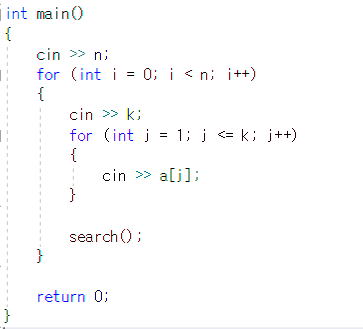 int main()
{
    cin >> n;
    for (int i = 0; i < n; i++)
    {
        cin >> k;
        for (int j = 1; j <= k; j++)
        {
            cin >> a[j];
        }

        search();
    }

    return 0;
}